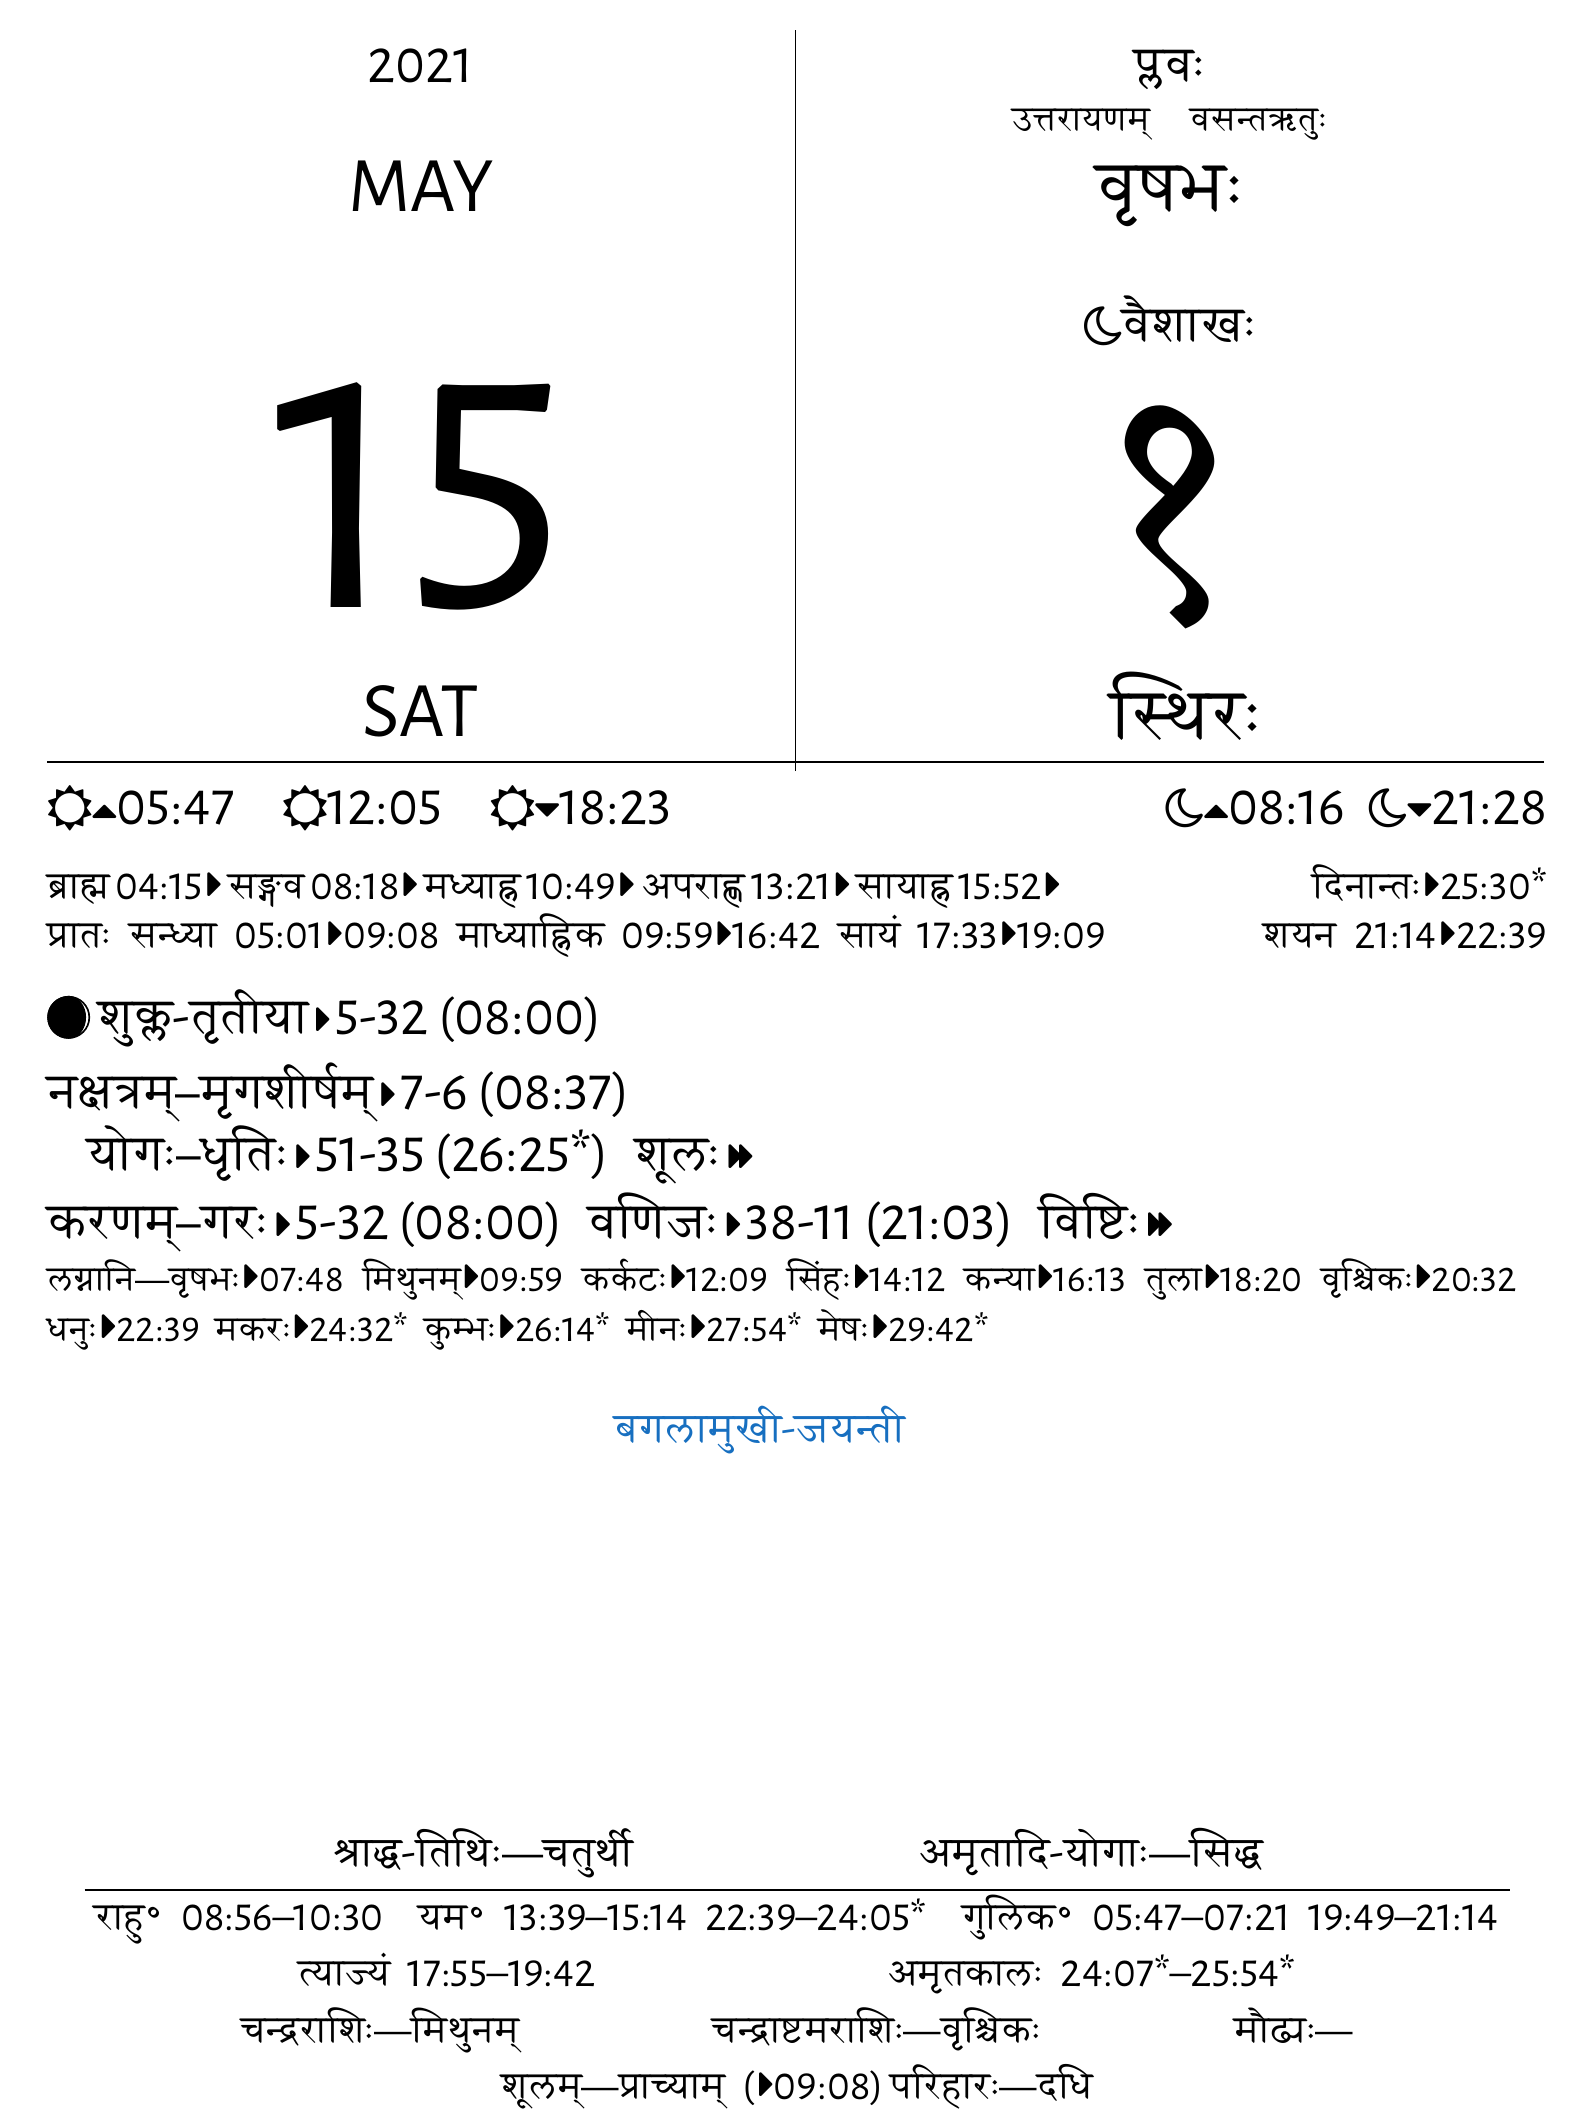 2021
MAY
15
SAT
प्लवः
उत्तरायणम् वसन्तऋतुः
वृषभः
वैशाखः
१
स्थिरः
05:47 12:05 18:23 08:16 21:28
ब्राह्म 04:15 सङ्गव 08:18 मध्याह्न 10:49 अपराह्ण 13:21 सायाह्न 15:52 दिनान्तः 25:30*
प्रातः सन्ध्या 05:01 09:08 माध्याह्निक 09:59 16:42 सायं 17:33 19:09 शयन 21:14 22:39
शुक्ल-तृतीया 5-32 (08:00)
नक्षत्रम्–मृगशीर्षम् 7-6 (08:37)
योगः–धृतिः 51-35 (26:25*) शूलः
करणम्–गरः 5-32 (08:00) वणिजः 38-11 (21:03) विष्टिः
लग्नानि—वृषभः 07:48 मिथुनम् 09:59 कर्कटः 12:09 सिंहः 14:12 कन्या 16:13 तुला 18:20 वृश्चिकः 20:32
धनुः 22:39 मकरः 24:32* कुम्भः 26:14* मीनः 27:54* मेषः 29:42*
बगलामुखी-जयन्ती
श्राद्ध-तिथिः—चतुर्थी अमृतादि-योगाः—सिद्ध
राहु° 08:56–10:30 यम° 13:39–15:14 22:39–24:05* गुलिक° 05:47–07:21 19:49–21:14
त्याज्यं 17:55–19:42 अमृतकालः 24:07*–25:54*
चन्द्रराशिः—मिथुनम् चन्द्राष्टमराशिः—वृश्चिकः मौढ्यः—
शूलम्—प्राच्याम् (09:08) परिहारः—दधि